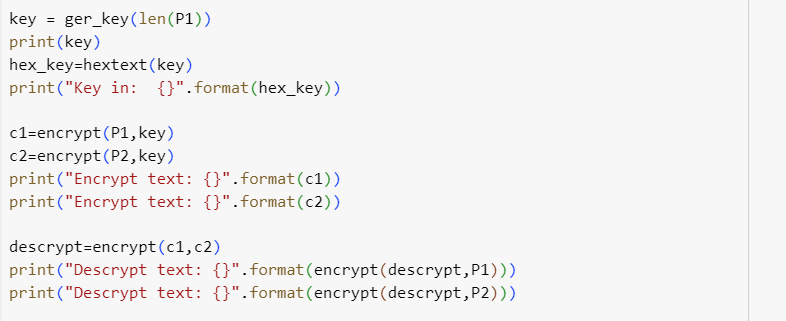 key = ger_key(len(P1))
print(key)
hex_key=hextext(key)
print("Key in:  {}".format(hex_key))
c1=encrypt(P1,key)
c2=encrypt(P2,key)
print("Encrypt text: {}".format(c1))
print("Encrypt text: {}".format(c2))
descrypt=encrypt(c1,c2)
print("Descrypt text: {}".format(encrypt(descrypt,P1)))
print("Descrypt text: {}".format(encrypt(descrypt,P2)))